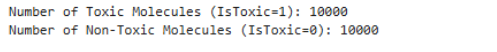 Number of Toxic Molecules (IsToxic=1): 10000
Number of Non-Toxic Molecules (IsToxic=0): 10000